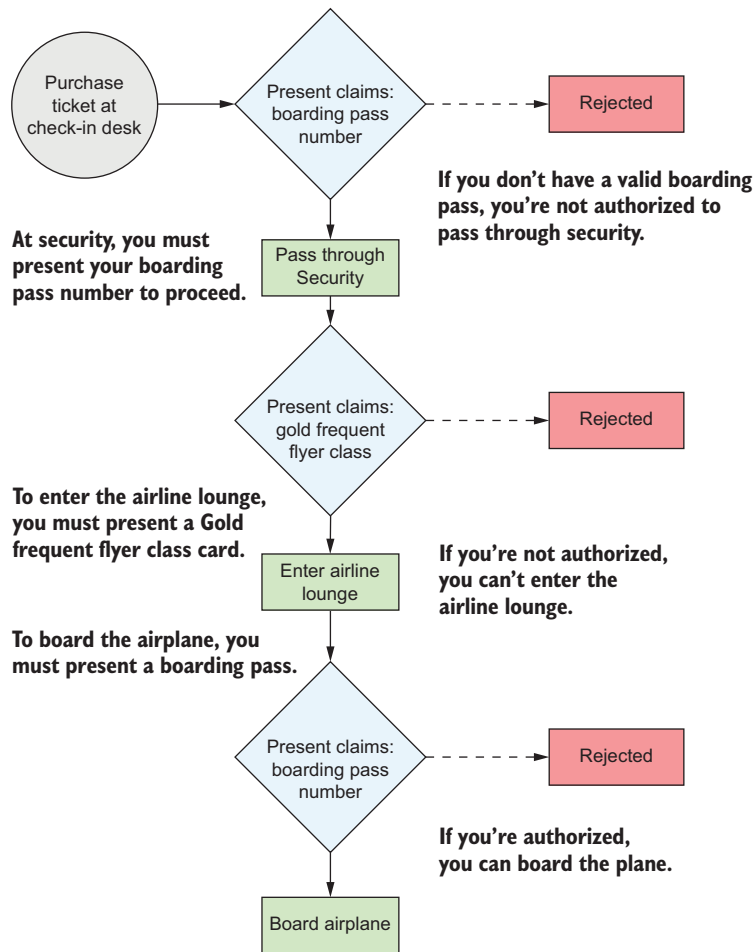 Purchase
ticket at
check-in desk
Present claims:
boarding pass
number
Rejected
If you don’t have a valid boarding
pass, you’re not authorized to
pass through security.
At security, you must
present your boarding
pass number to proceed.
Pass through
Security
Present claims:
gold frequent
flyer class
Rejected
To enter the airline lounge,
you must present a Gold
frequent flyer class card.
Enter airline
lounge
If you’re not authorized,
you can’t enter the
airline lounge.
To board the airplane, you
must present a boarding pass.
Present claims:
boarding pass
number
Rejected
If you’re authorized,
you can board the plane.
Board airplane